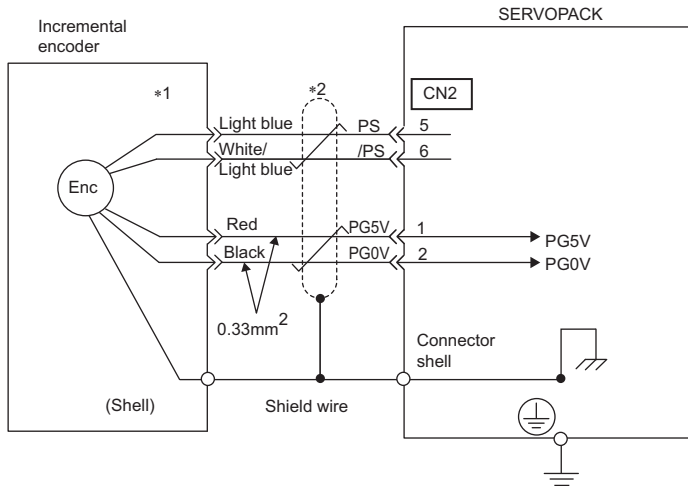 SERVOPACK
Incremental
encoder
*1
*2
CN2
Light blue
PS
5
White/
Light blue
/PS
6
Enc
Red
PG5V
1
PG5V
Black
PG0V
2
PG0V
0.33mm2
Connector
shell
(Shell)
Shield wire